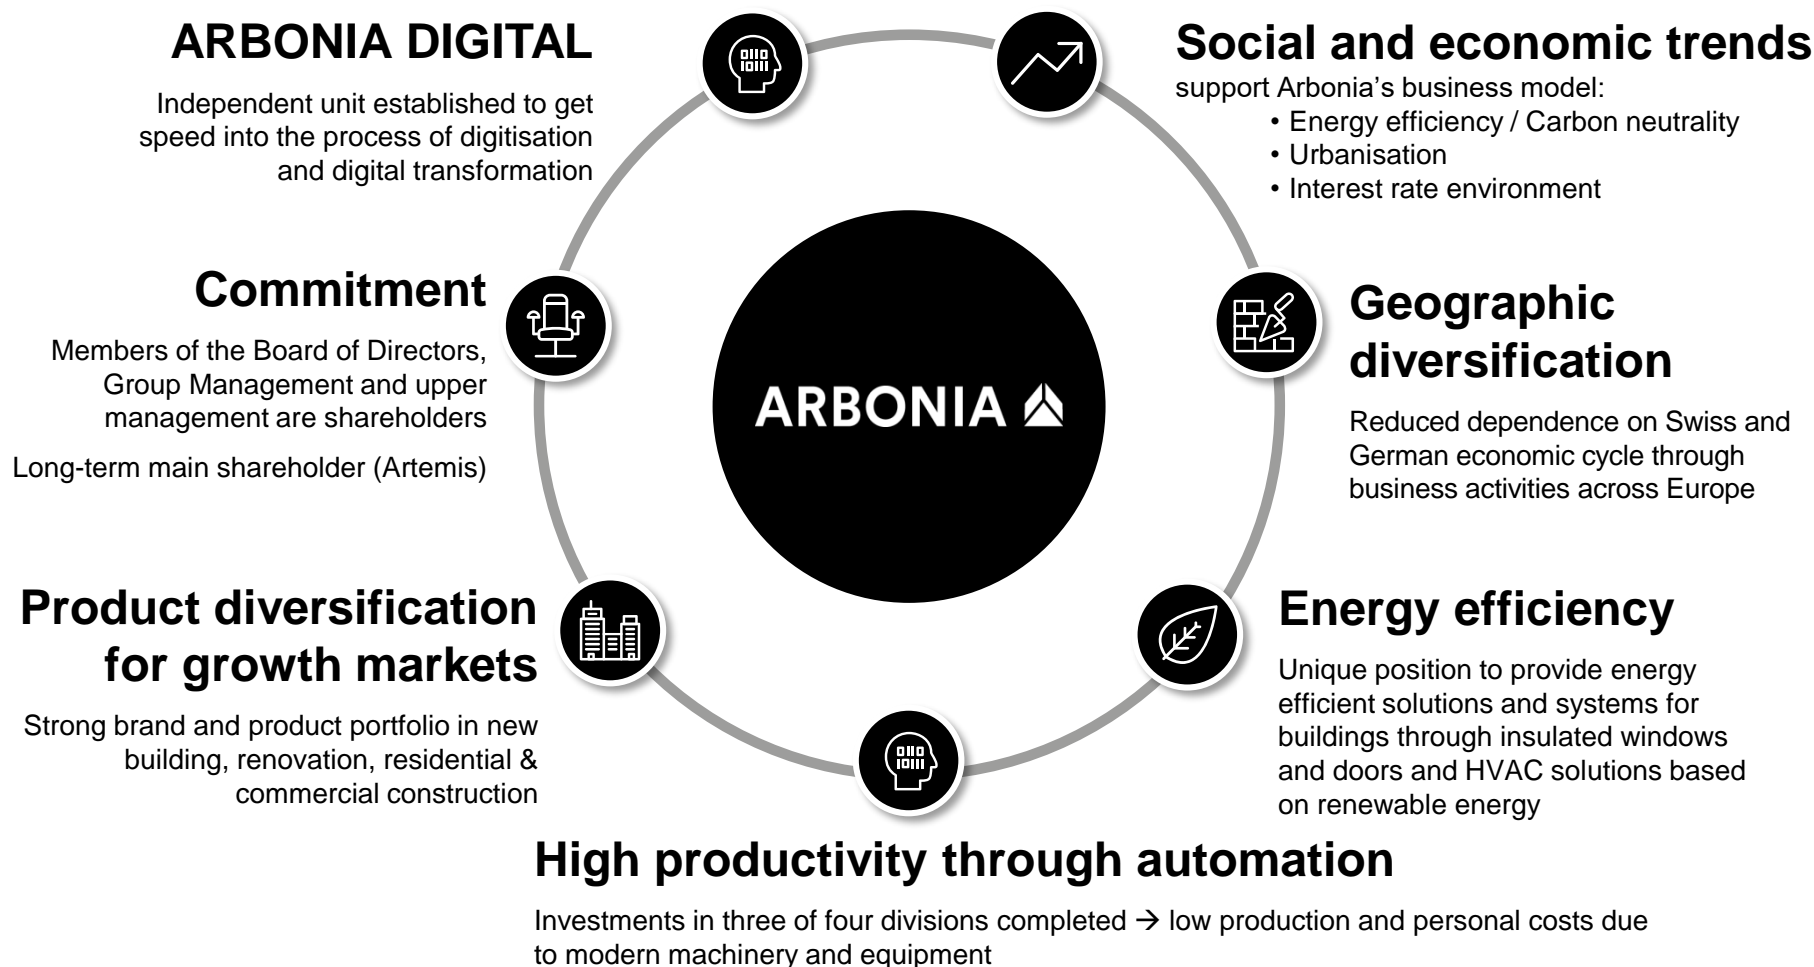 ARBONIA DIGITAL
Independent unit established to get
speed into the process of digitisation
and digital transformation
Social and economic trends
support Arbonia’s business model:
• Energy efficiency / Carbon neutrality
• Urbanisation
• Interest rate environment
Commitment
Members of the Board of Directors,
Group Management and upper
management are shareholders
Long-term main shareholder (Artemis)
ARBONIA
Geographic
diversification
Reduced dependence on Swiss and
German economic cycle through
business activities across Europe
Product diversification
for growth markets
Strong brand and product portfolio in new
building, renovation, residential &
commercial construction
Energy efficiency
Unique position to provide energy
efficient solutions and systems for
buildings through insulated windows
and doors and HVAC solutions based
on renewable energy
High productivity through automation
Investments in three of four divisions completed → low production and personal costs due
to modern machinery and equipment